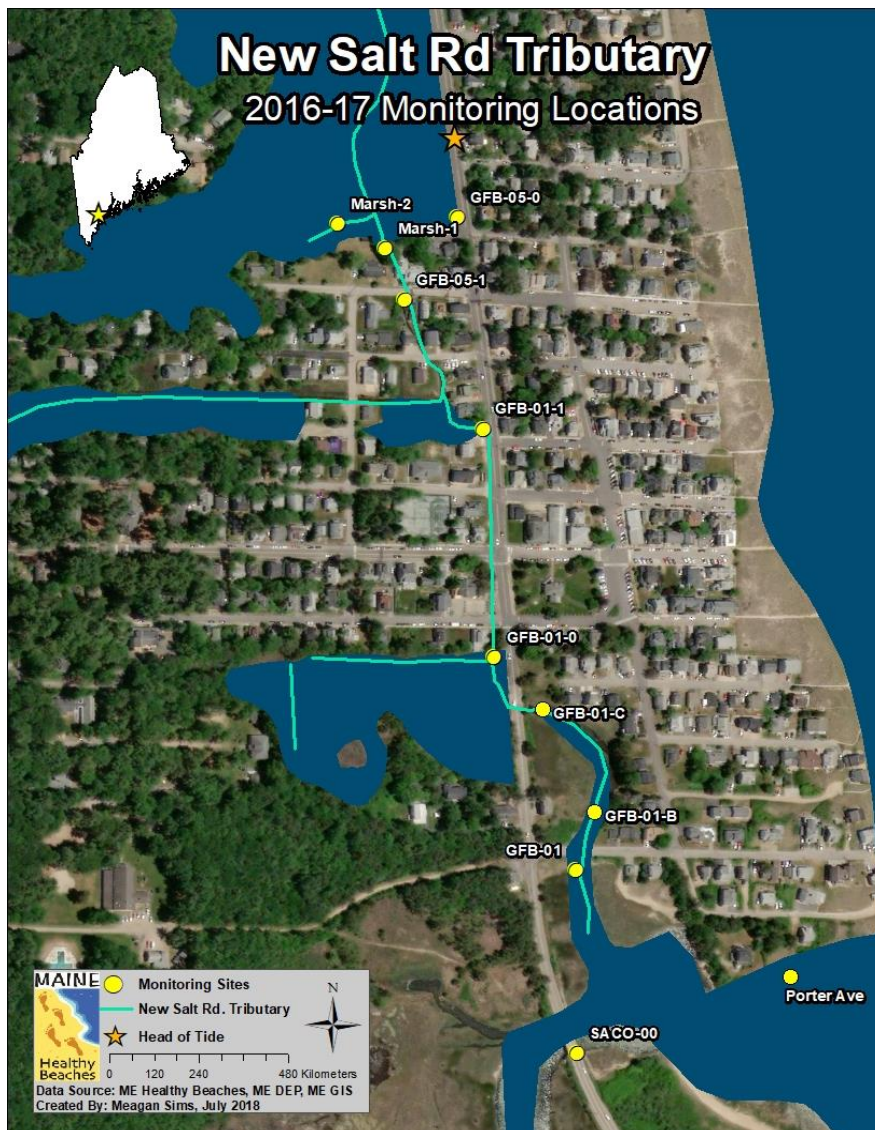 New Salt Rd Tributary
2016-17 Monitoring Locations
Marsh-2
GFB-05-0
Marsh-1
GFB-05-1
GFB-01-1
GFB-01-0
GFB-01-C
GFB-01-B
GFB-01
Porter Ave
SACO-00
MAINE
Healthy
Beaches
Monitoring Sites
New Salt Rd. Tributary
Head of Tide
N
0 120 240 480 Kilometers
Data Source: ME Healthy Beaches, ME DEP, ME GIS
Created By: Meagan Sims, July 2018